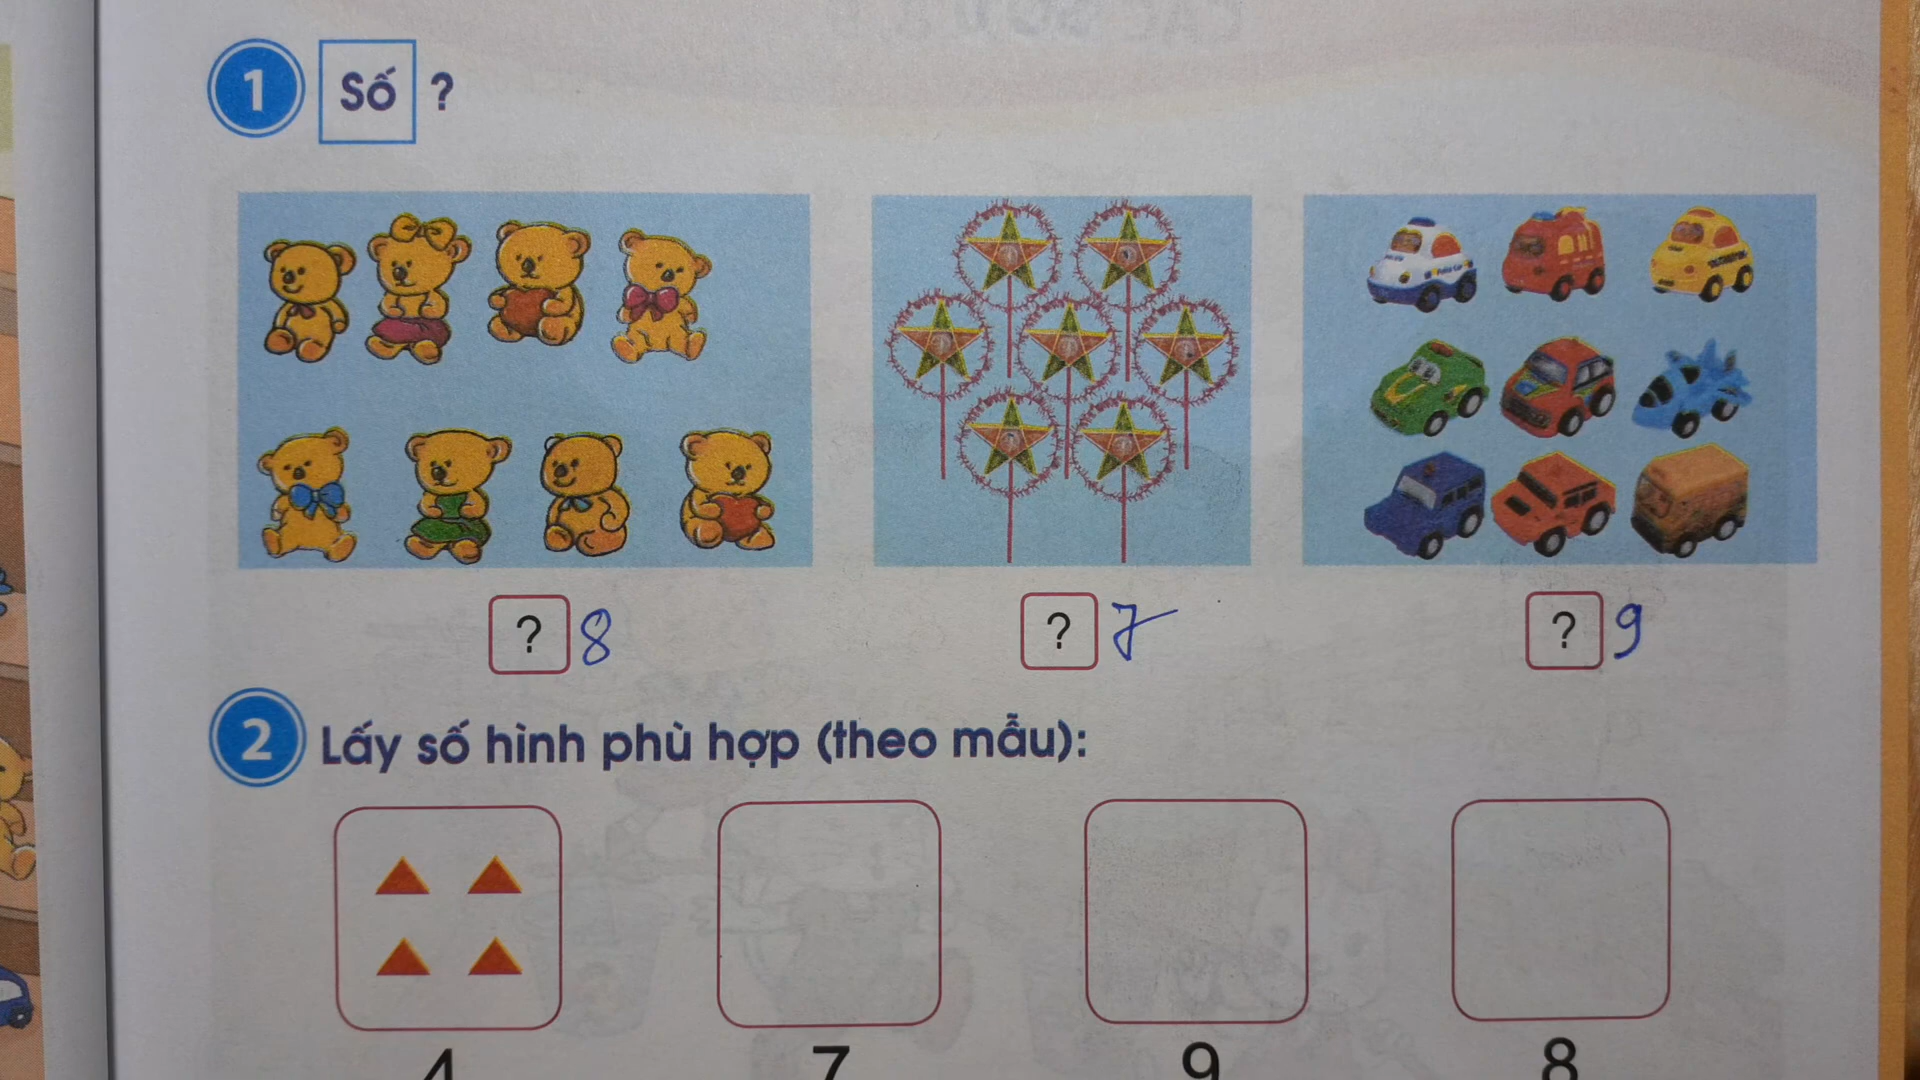 1 Số ?
? 8 ? 7 ? 9
2 Lấy số hình phù hợp (theo mẫu):
4 7 9 8